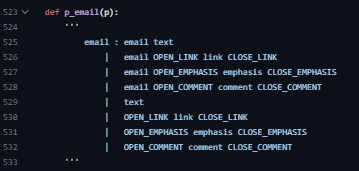 523 def p_email(p):
524 '''
525 email : email text
526 | email OPEN_LINK link CLOSE_LINK
527 | email OPEN_EMPHASIS emphasis CLOSE_EMPHASIS
528 | email OPEN_COMMENT comment CLOSE_COMMENT
529 | text
530 | OPEN_LINK link CLOSE_LINK
531 | OPEN_EMPHASIS emphasis CLOSE_EMPHASIS
532 | OPEN_COMMENT comment CLOSE_COMMENT
533 '''